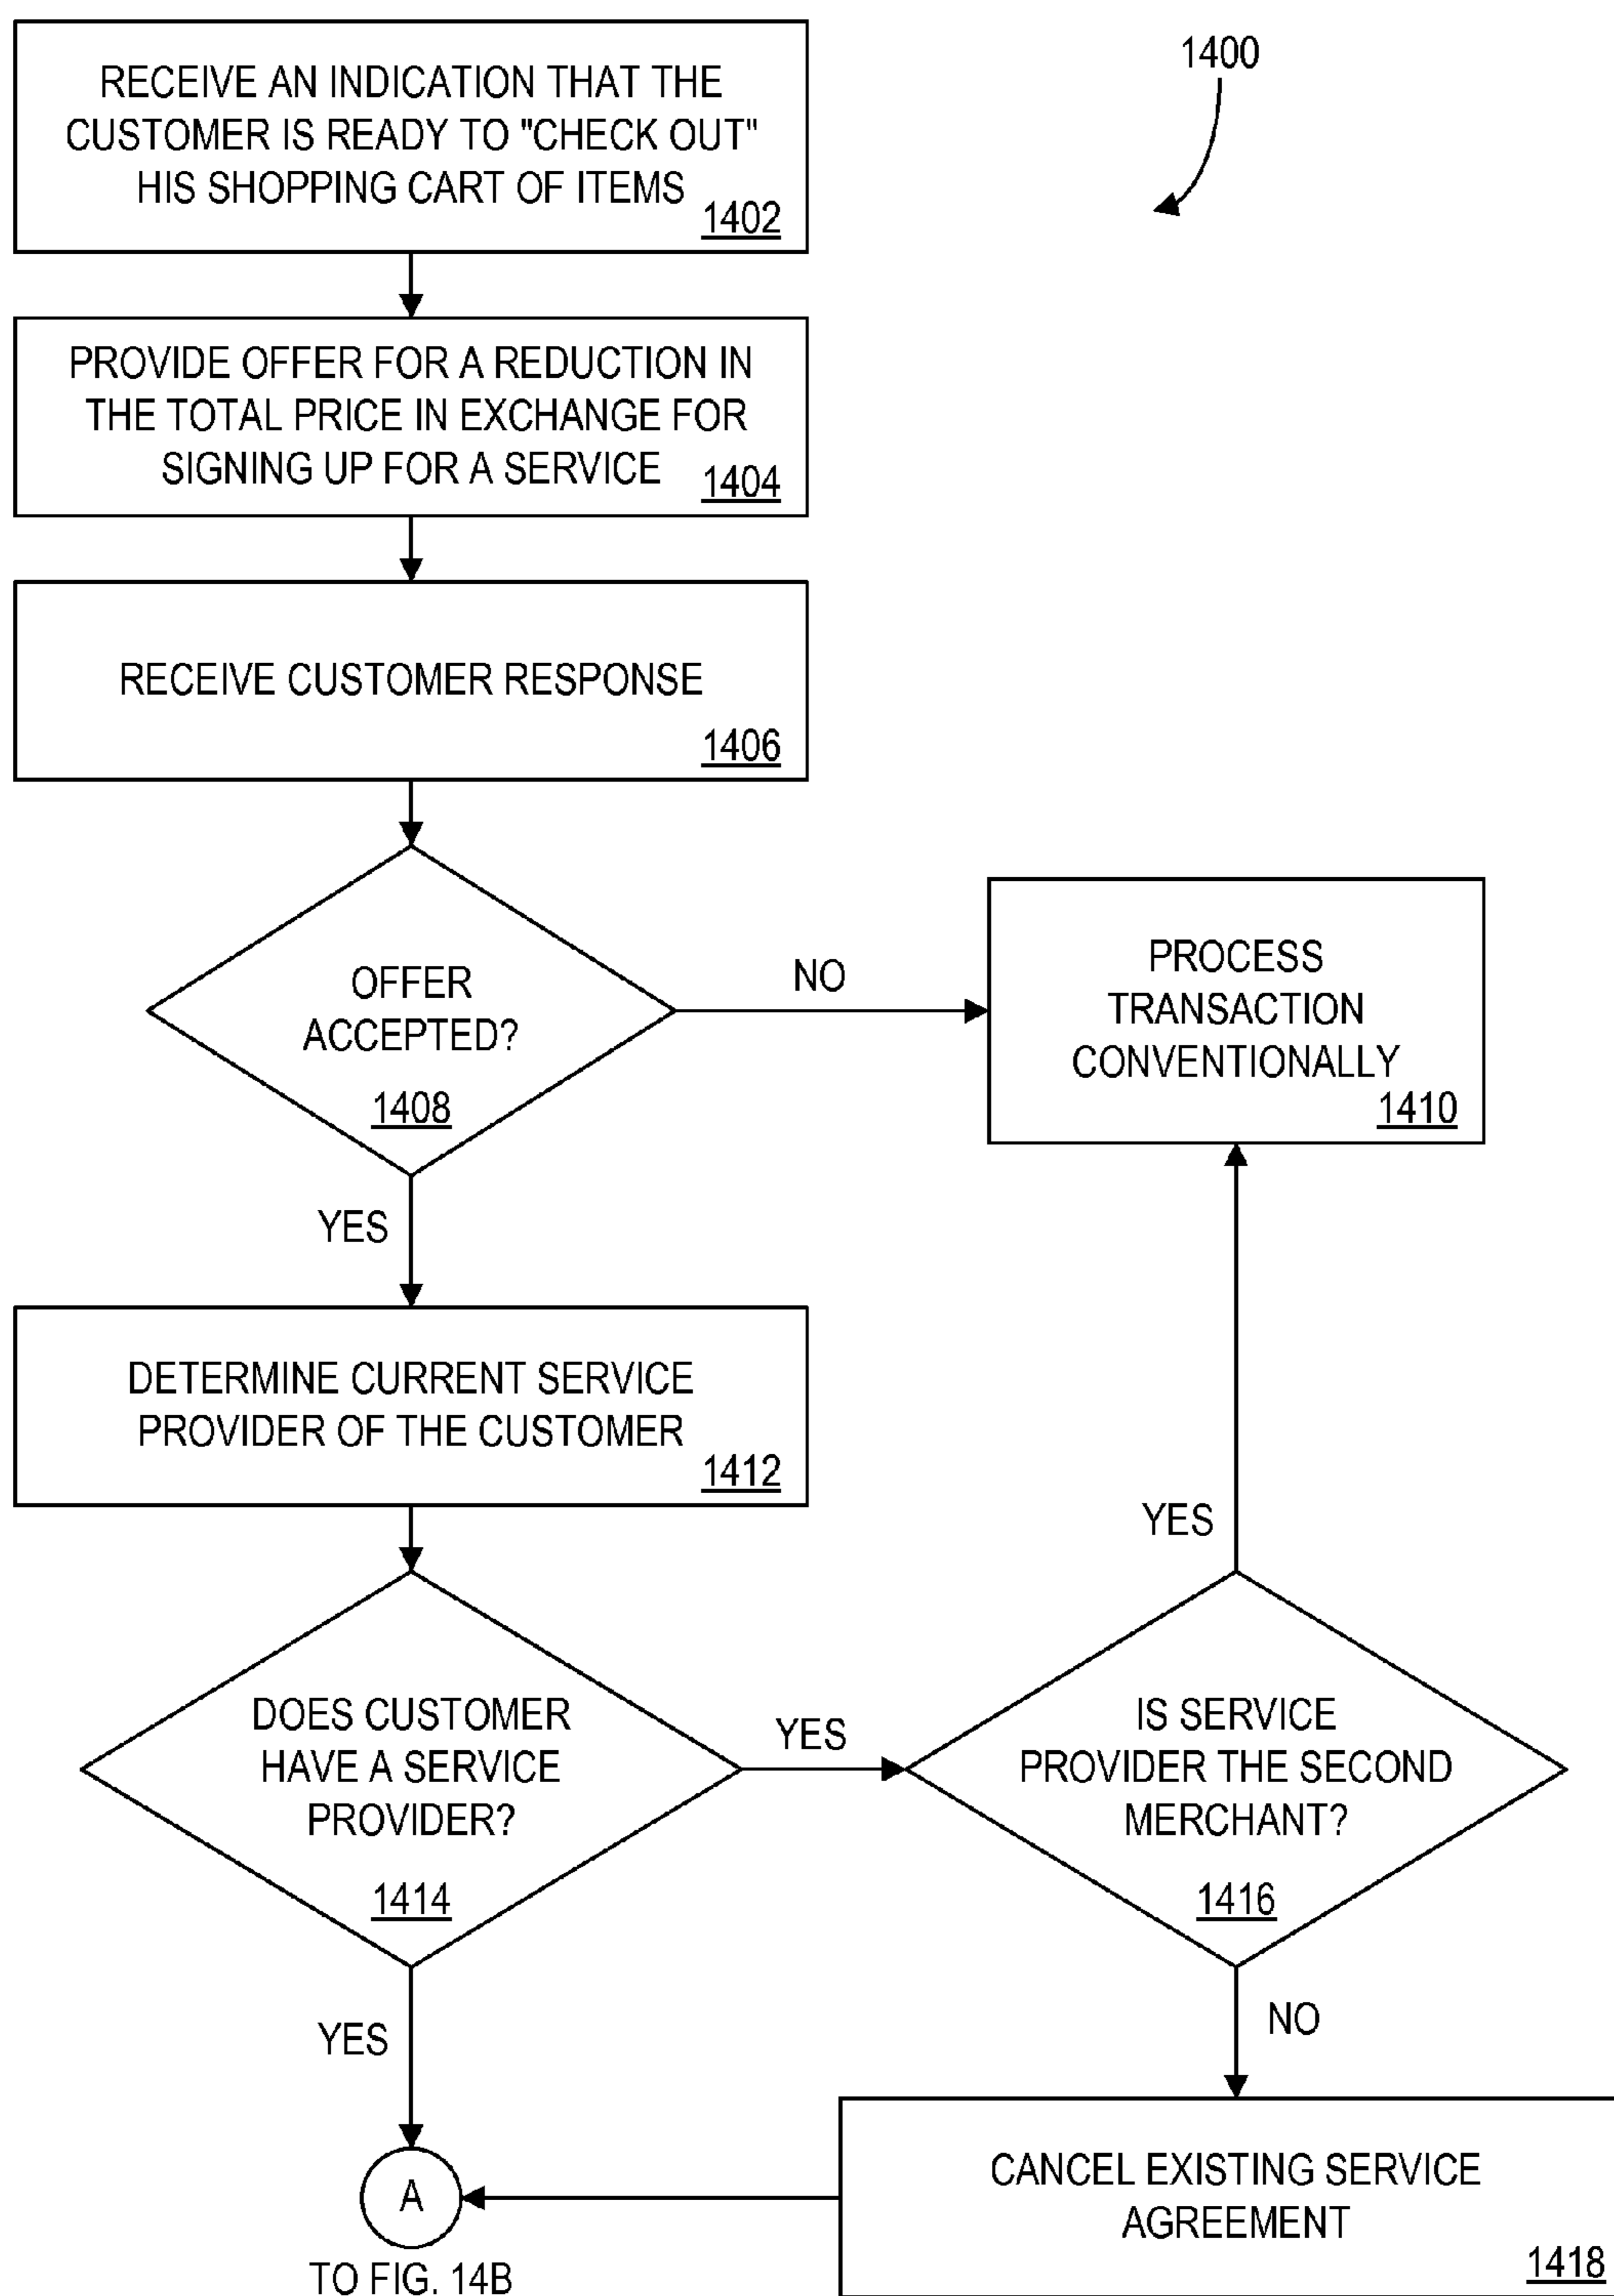 1400
RECEIVE AN INDICATION THAT THE
CUSTOMER IS READY TO "CHECK OUT"
HIS SHOPPING CART OF ITEMS
1402
PROVIDE OFFER FOR A REDUCTION IN
THE TOTAL PRICE IN EXCHANGE FOR
SIGNING UP FOR A SERVICE
1404
RECEIVE CUSTOMER RESPONSE
1406
OFFER
ACCEPTED?
1408
NO
PROCESS
TRANSACTION
CONVENTIONALLY
1410
YES
DETERMINE CURRENT SERVICE
PROVIDER OF THE CUSTOMER
1412
DOES CUSTOMER
HAVE A SERVICE
PROVIDER?
1414
YES
IS SERVICE
PROVIDER THE SECOND
MERCHANT?
1416
YES
NO
YES
CANCEL EXISTING SERVICE
AGREEMENT
1418
A
TO FIG. 14B